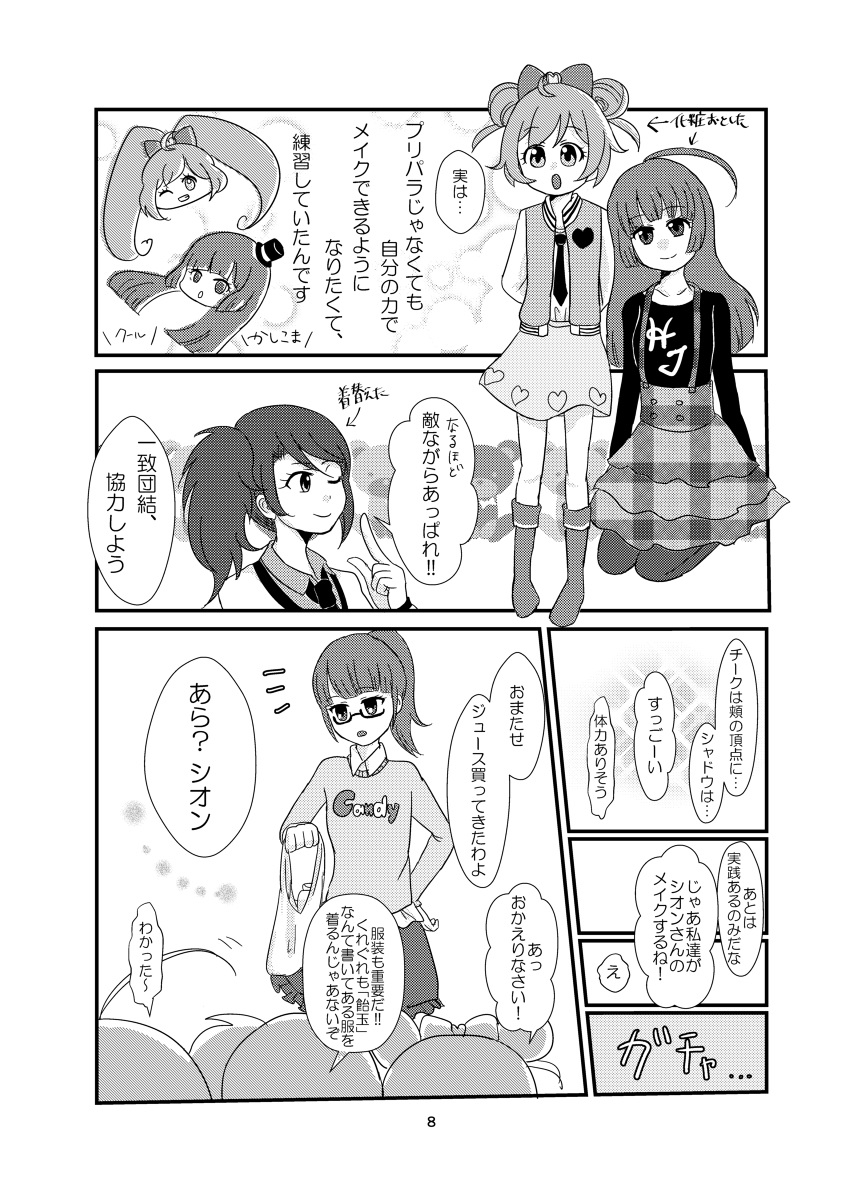 ←化粧おとした
実は…
プリパラじゃなくても
自分の力で
メイクできるように
なりたくて、
練習していたんです
\かしこま/
\クール/
HL
着替えた
なるほど
敵ながらあっぱれ!!
一致団結、
協力しよう
チークは頬の頂点に…
シャドウは…
すっごーい
体力ありそう
あとは
実践あるのみだな
じゃあ私達が
シオンさんの
メイクするね!
え
ガチャ…
おまたせ
ジュース買ってきたわよ
Candy
あら? シオン
あっ
おかえりなさい!
服装も重要だ!!
くれぐれも「飴玉」
なんて書いてある服を
着るんじゃあないぞ
わかった〜
8